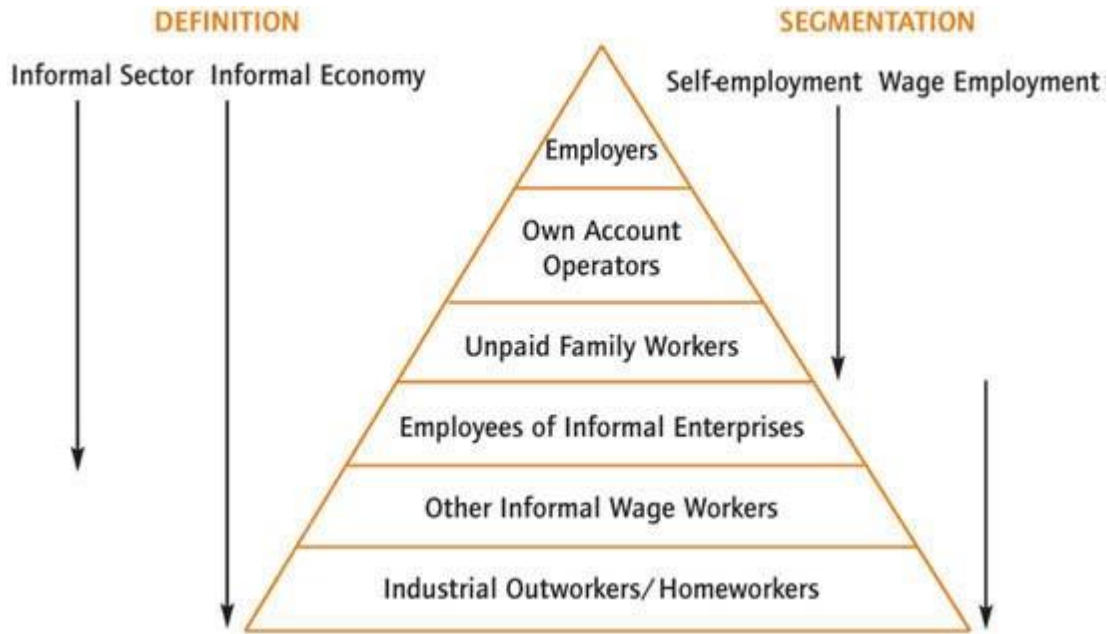 DEFINITION
SEGMENTATION
Informal Sector Informal Economy
Self-employment Wage Employment
Employers
Own Account
Operators
Unpaid Family Workers
Employees of Informal Enterprises
Other Informal Wage Workers
Industrial Outworkers/Homeworkers